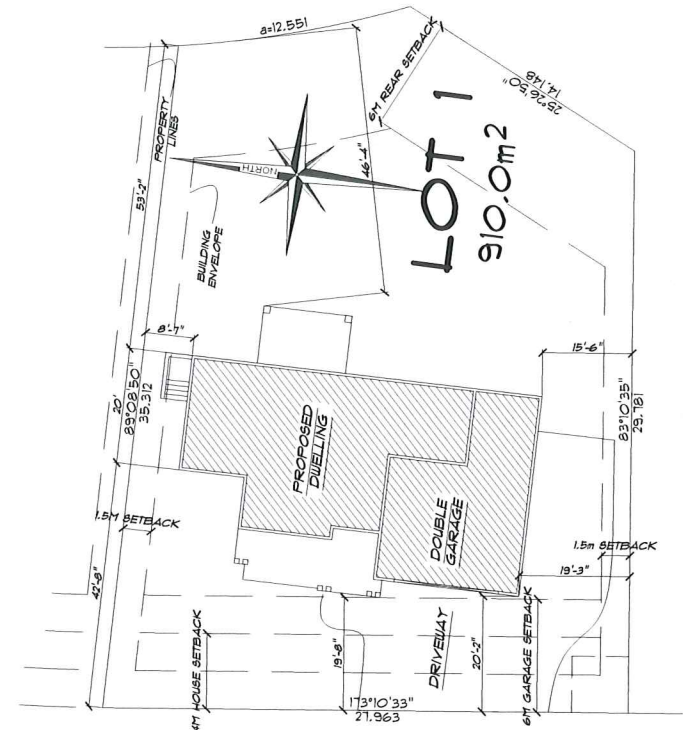 a=12.551
6M REAR SETBACK
25°26'50"
14.148
PROPERTY
LINES
53'-2"
NORTH
46'-4"
LOT 1
910.0m2
BUILDING
ENVELOPE
8'-7"
15'-6"
20'
89°08'50"
35.312
83°10'35"
29.781
PROPOSED
DWELLING
DOUBLE
GARAGE
1.5M SETBACK
1.5m SETBACK
19'-3"
42'-8"
4M HOUSE SETBACK
19'-8"
DRIVEWAY
20'-2"
6M GARAGE SETBACK
173°10'33"
27.963